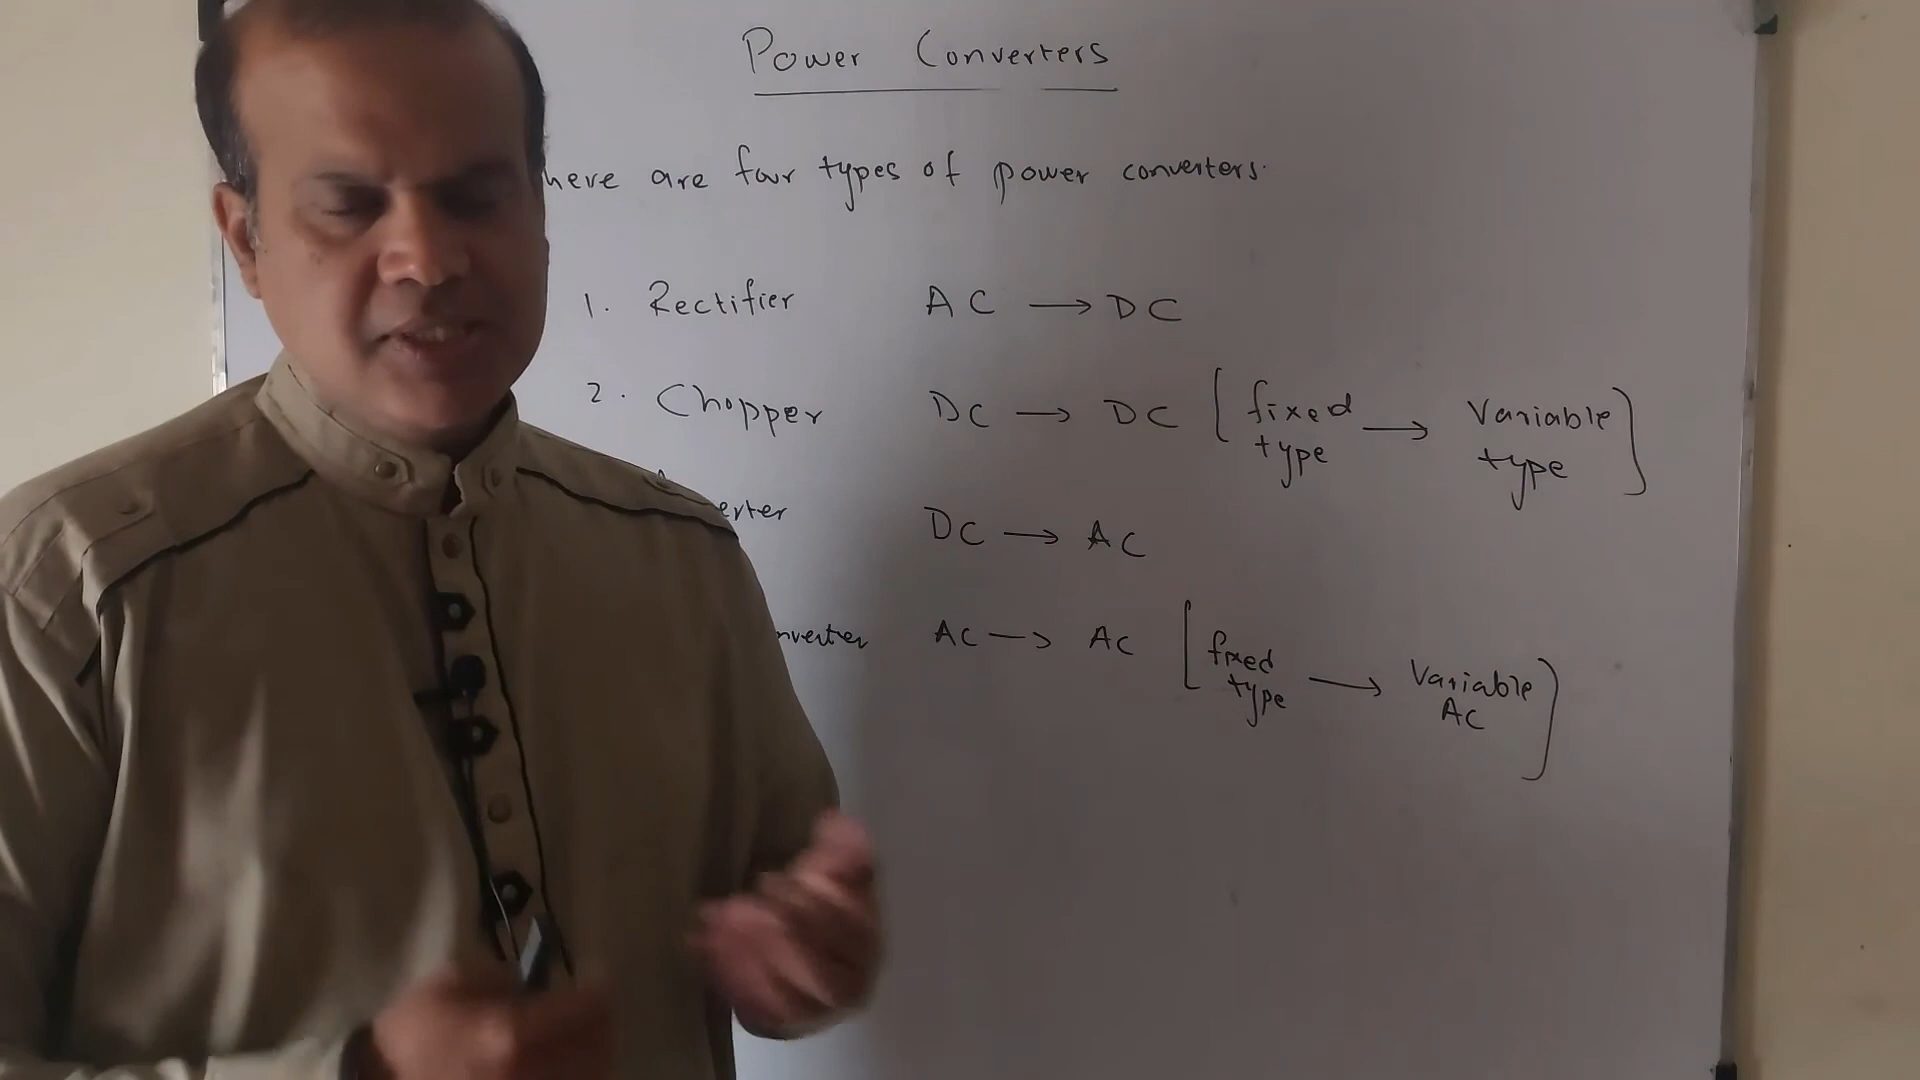 Power Converters
here are four types of power converters.
1. Rectifier AC → DC
2. Chopper DC → DC [fixed type → Variable type]
erter DC → AC
nverter AC → AC [fixed type → Variable AC]